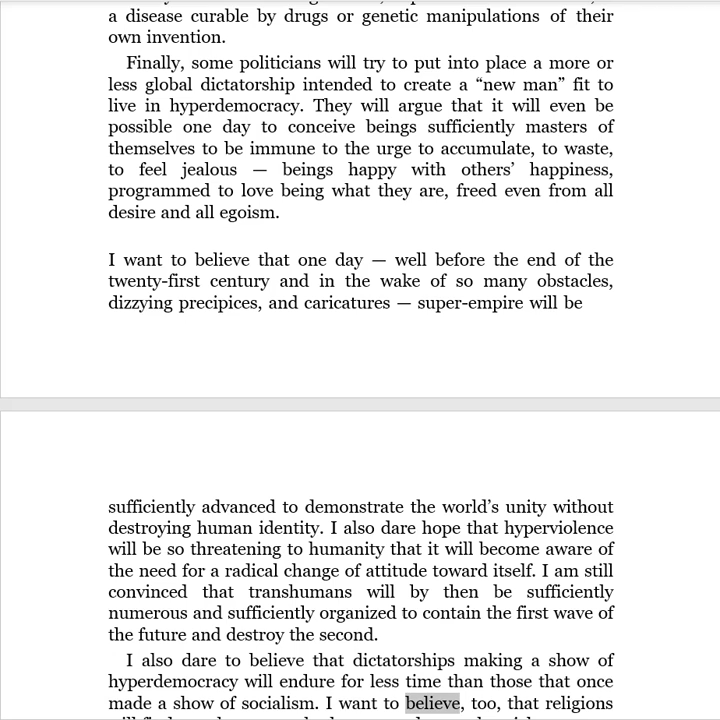 a disease curable by drugs or genetic manipulations of their
own invention.
Finally, some politicians will try to put into place a more or
less global dictatorship intended to create a “new man” fit to
live in hyperdemocracy. They will argue that it will even be
possible one day to conceive beings sufficiently masters of
themselves to be immune to the urge to accumulate, to waste,
to feel jealous — beings happy with others’ happiness,
programmed to love being what they are, freed even from all
desire and all egoism.
I want to believe that one day — well before the end of the
twenty-first century and in the wake of so many obstacles,
dizzying precipices, and caricatures — super-empire will be
sufficiently advanced to demonstrate the world’s unity without
destroying human identity. I also dare hope that hyperviolence
will be so threatening to humanity that it will become aware of
the need for a radical change of attitude toward itself. I am still
convinced that transhumans will by then be sufficiently
numerous and sufficiently organized to contain the first wave of
the future and destroy the second.
I also dare to believe that dictatorships making a show of
hyperdemocracy will endure for less time than those that once
made a show of socialism. I want to believe, too, that religions